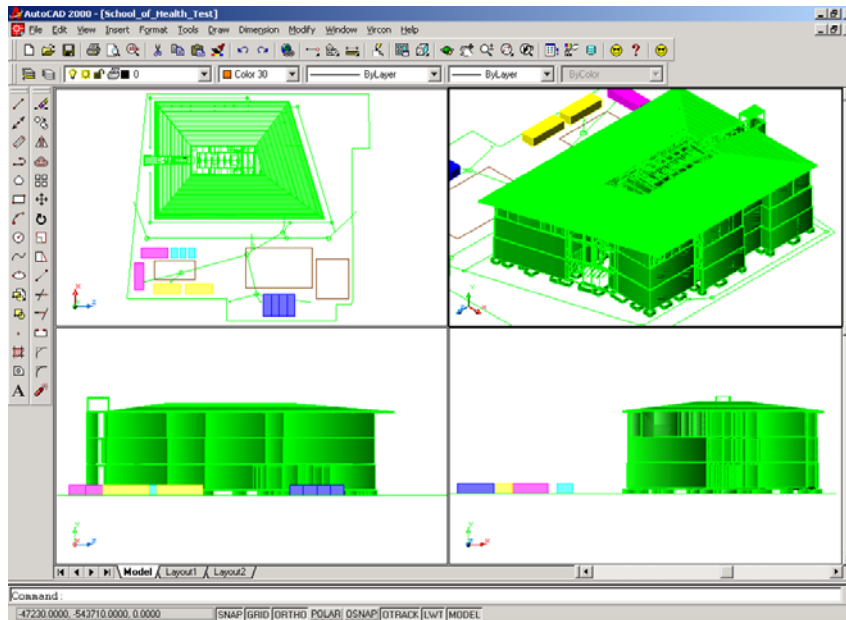 AutoCAD 2000 - [School_of_Health_Test]
File Edit View Insert Format Tools Draw Dimension Modify Window Vircon Help
0 Color 30 ByLayer ByLayer ByColor
A
Model Layout1 Layout2
Command:
-47230.0000, -543710.0000, 0.0000 SNAP GRID ORTHO POLAR OSNAP OTRACK LWT MODEL